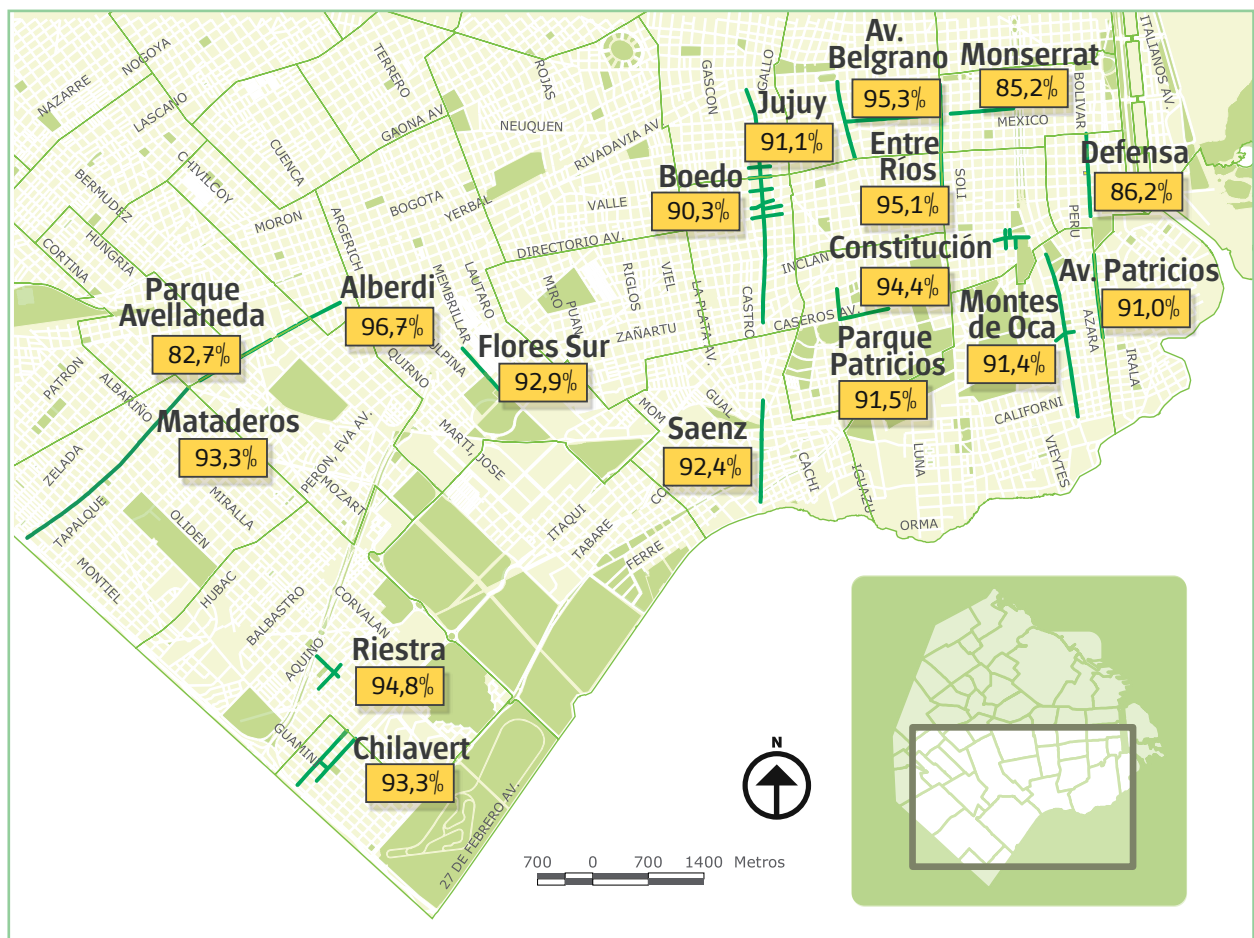 NOGOYA
NAZARRE
LASCANO
TERRERO
CUENCA
GAONA AV.
ROJAS
NEUQUEN
RIVADAVIA AV.
GASCON
GALLO
Av.
Belgrano
95,3%
Monserrat
85,2%
MEXICO
BOLIVAR
ITALIANOS AV.
Jujuy
91,1%
Entre
Ríos
95,1%
SOLI
Defensa
86,2%
Boedo
90,3%
CHIVILCOY
BERMUDEZ
HUNGRIA
CORTINA
MORON
ARGERICH
BOGOTA
YERBAL
VALLE
DIRECTORIO AV.
PERU
INCLAN
Constitución
94,4%
Av. Patricios
91,0%
Parque
Avellaneda
82,7%
Alberdi
96,7%
MEMBRILLAR
LAUTARO
MIRO
PUAN
RIGLOS
VIEL
LA PLATA AV.
CASTRO
CASEROS AV.
ZAÑARTU
Montes
de Oca
91,4%
AZARA
IRALA
Flores Sur
92,9%
Parque
Patricios
91,5%
QUIRNO
ULPINA
PATRON
ALBARIÑO
Mataderos
93,3%
PERON, EVA AV.
MARTI, JOSE
MOM
GUAL
Saenz
92,4%
CALIFORNI
ZELADA
TAPALQUE
MIRALLA
MOZART
OLIDEN
CO
CACHI
IGUAZU
LUNA
VIEYTES
ORMA
ITAQUI
TABARE
FERRE
MONTIEL
HUBAC
BALBASTRO
CORVALAN
AQUINO
Riestra
94,8%
GUAMINI
Chilavert
93,3%
27 DE FEBRERO AV.
N
700 0 700 1400 Metros